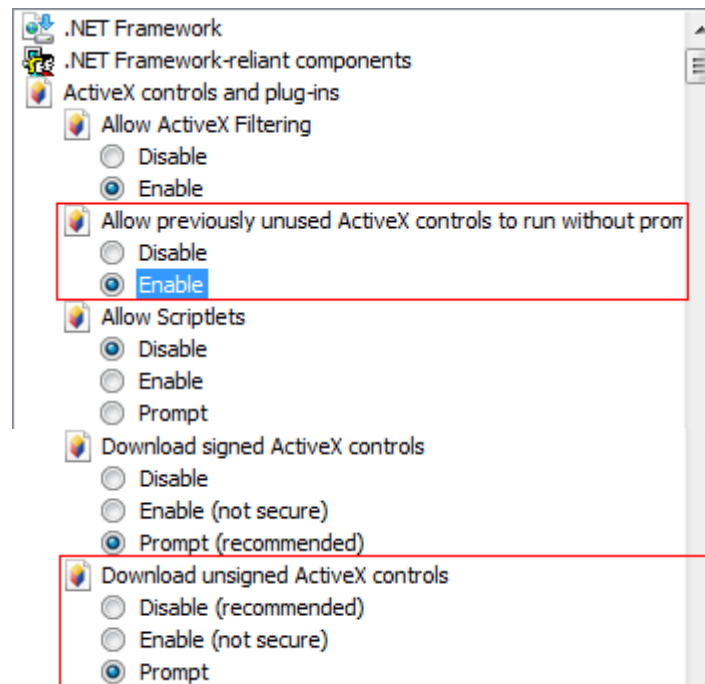 .NET Framework
.NET Framework-reliant components
ActiveX controls and plug-ins
Allow ActiveX Filtering
Disable
Enable
Allow previously unused ActiveX controls to run without prom
Disable
Enable
Allow Scriptlets
Disable
Enable
Prompt
Download signed ActiveX controls
Disable
Enable (not secure)
Prompt (recommended)
Download unsigned ActiveX controls
Disable (recommended)
Enable (not secure)
Prompt